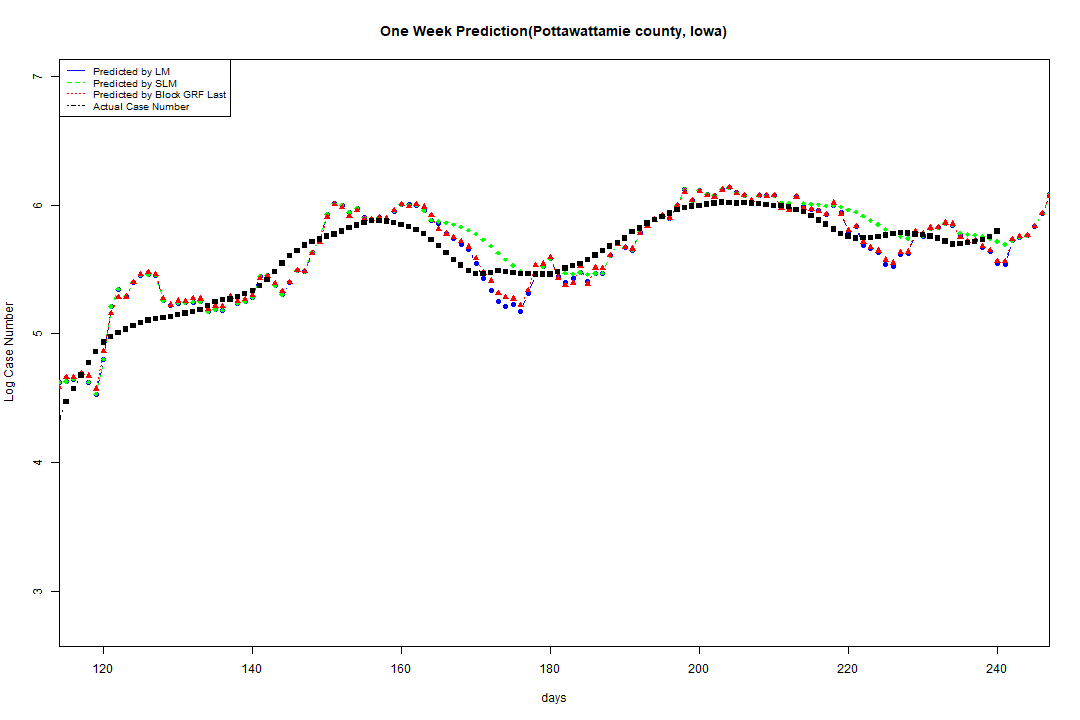 One Week Prediction(Pottawattamie county, Iowa)
Predicted by LM
Predicted by SLM
Predicted by Block GRF Last
Actual Case Number
7
6
5
4
3
Log Case Number
120 140 160 180 200 220 240
days